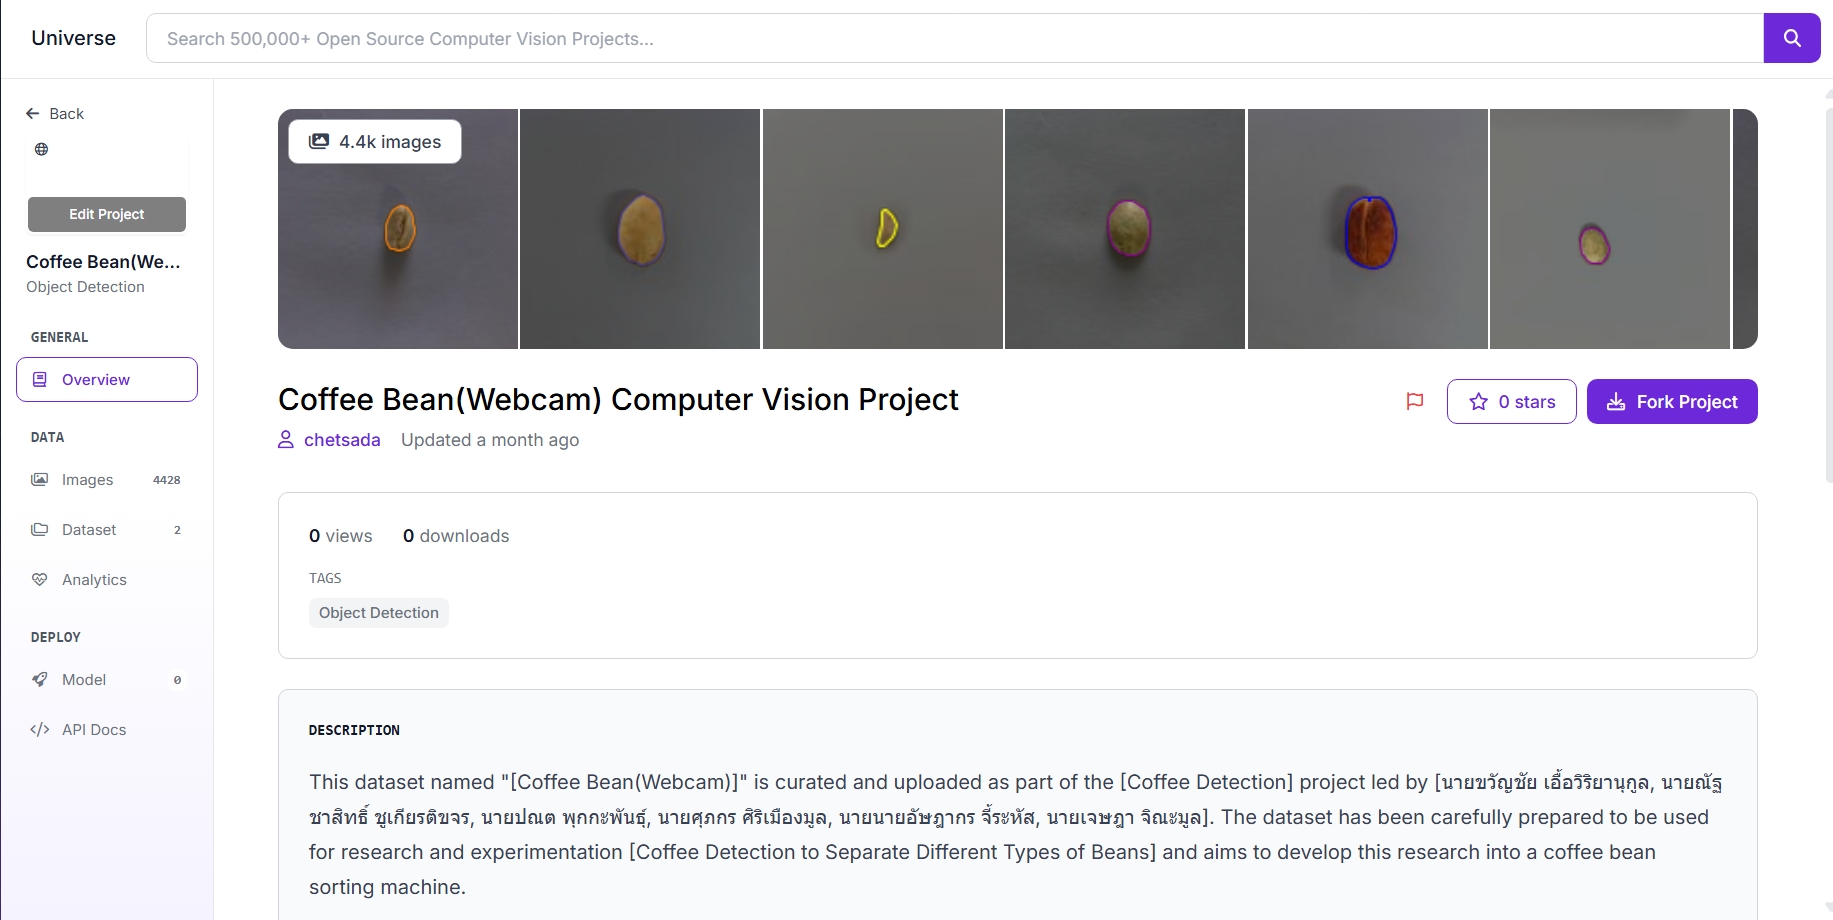 Universe
Search 500,000+ Open Source Computer Vision Projects...
Back
Edit Project
Coffee Bean(We...
Object Detection
GENERAL
Overview
DATA
Images 4428
Dataset 2
Analytics
DEPLOY
Model 0
API Docs
4.4k images
Coffee Bean(Webcam) Computer Vision Project
0 stars
Fork Project
chetsada Updated a month ago
0 views 0 downloads
TAGS
Object Detection
DESCRIPTION
This dataset named "[Coffee Bean(Webcam)]" is curated and uploaded as part of the [Coffee Detection] project led by [นายขวัญชัย เอื้อวิริยานุกูล, นายณัฐ
ชาสิทธิ์ ชูเกียรติขจร, นายปณต พุกกะพันธุ์, นายศุภกร ศิริเมืองมูล, นายนายอัษฎากร จี้ระหัส, นายเจษฎา จิณะมูล]. The dataset has been carefully prepared to be used
for research and experimentation [Coffee Detection to Separate Different Types of Beans] and aims to develop this research into a coffee bean
sorting machine.